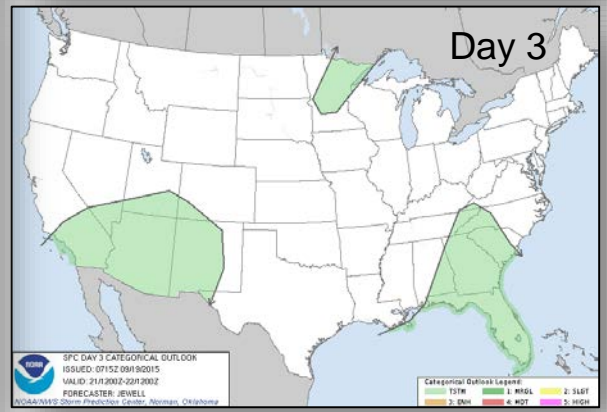 Day 3
SPC DAY 3 CATEGORICAL OUTLOOK
ISSUED: 0715Z 09/19/2015
VALID: 21/1200Z-22/1200Z
FORECASTER: JEWELL
NOAA/NWS Storm Prediction Center, Norman, Oklahoma
NOAA
Categorical Outlook Legend:
TSTM 1: MRGL 2: SLGT
3: ENH 4: MDT 5: HIGH